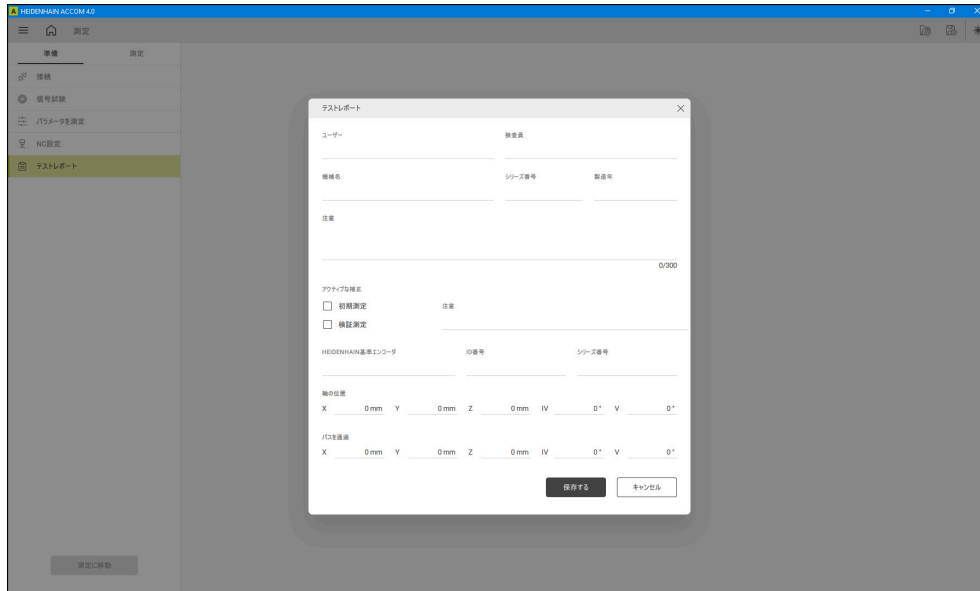 HEIDENHAIN ACCOM 4.0
測定
準備 測定
接続
信号試験
パラメータを測定
NC設定
テストレポート
測定に移動
テストレポート
ユーザー 検査員
機械名 シリーズ番号 製造年
注意
0/300
アクティブな補正
初期測定 注意
検証測定
HEIDENHAIN基準エンコーダ ID番号 シリーズ番号
軸の位置
X 0 mm Y 0 mm Z 0 mm IV 0 ° V 0 °
パスを通過
X 0 mm Y 0 mm Z 0 mm IV 0 ° V 0 °
保存する キャンセル